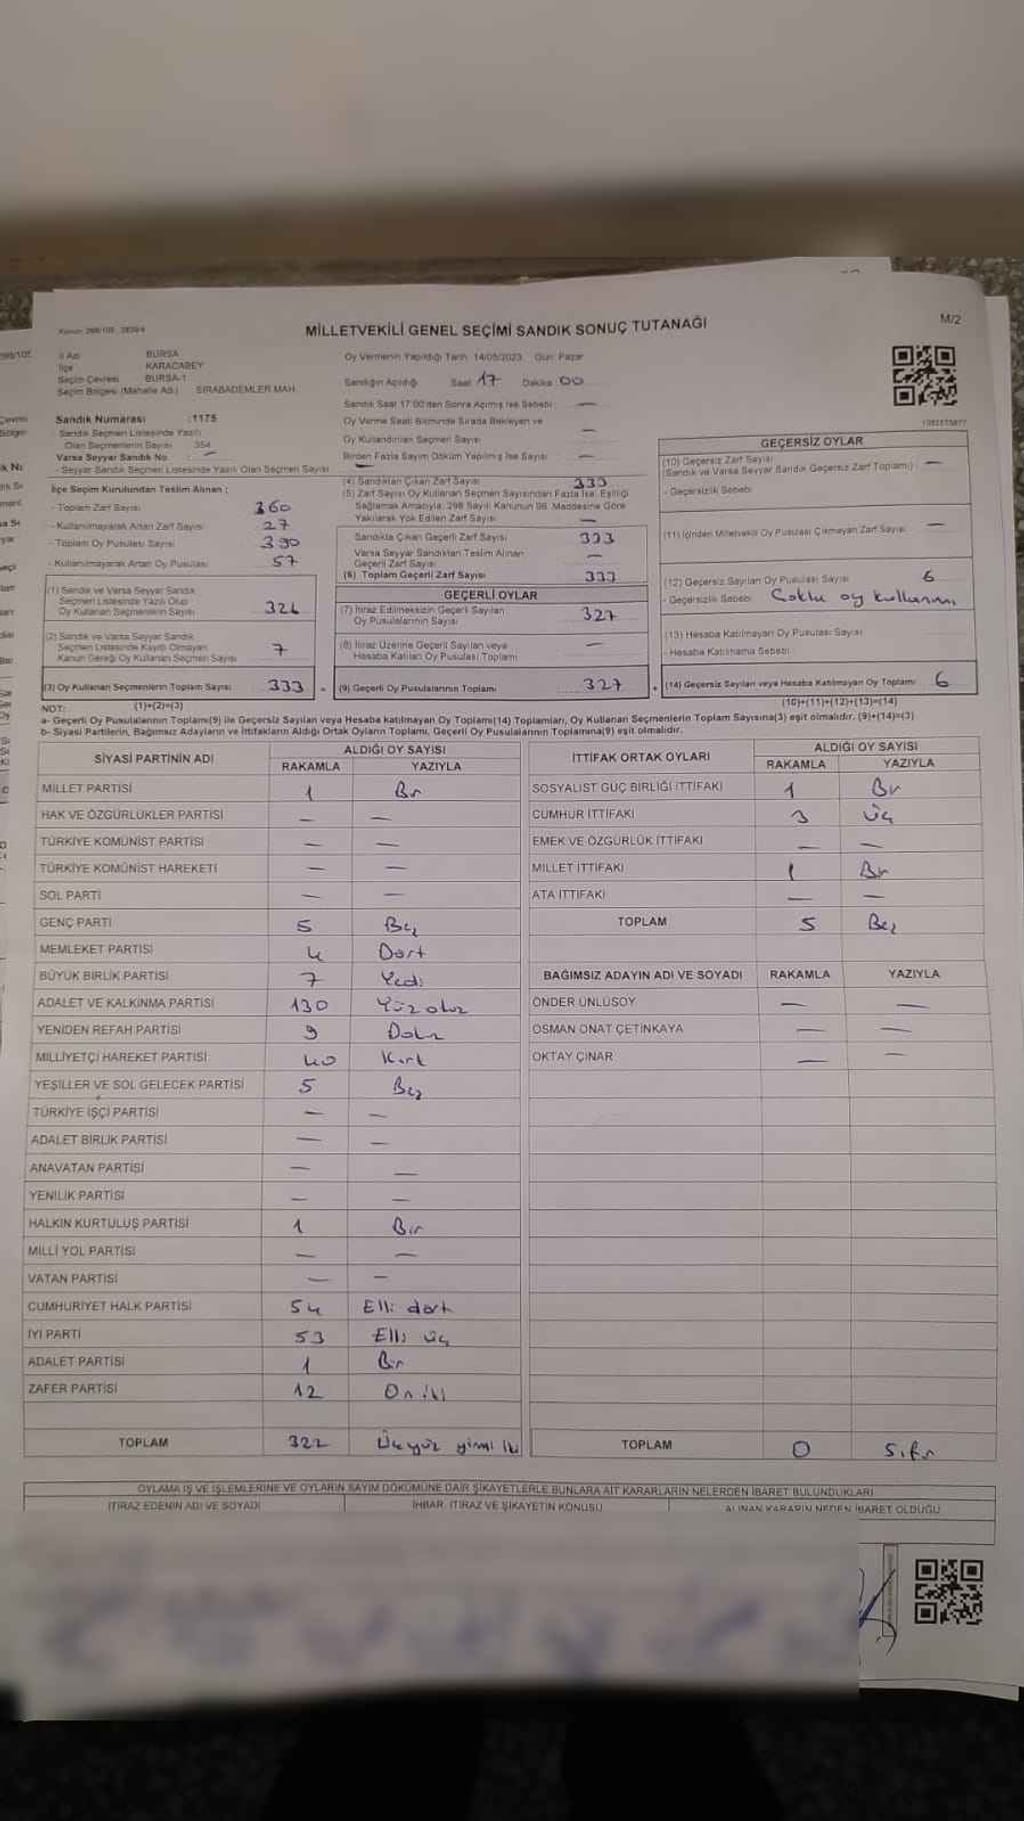 MİLLETVEKİLİ GENEL SEÇİMİ SANDIK SONUÇ TUTANAĞI
M/2
İl Adı BURSA
İlçe KARACABEY
Seçim Çevresi BURSA-1
Seçim Bölgesi (Mahalle Ad.) SIRABADEMLER MAH.
Sandık Numarası :1175
Sandık Seçmen Listesinde Yazılı
Olan Seçmenlerin Sayısı 354
Varsa Seyyar Sandık No : —
- Seyyar Sandık Seçmen Listesinde Yazılı Olan Seçmen Sayısı —
İlçe Seçim Kurulundan Teslim Alınan :
- Toplam Zarf Sayısı 360
- Kullanılmayarak Artan Zarf Sayısı 27
- Toplam Oy Pusulası Sayısı 390
- Kullanılmayarak Artan Oy Pusulası 57
(1) Sandık ve Varsa Seyyar Sandık
Seçmen Listesinde Yazılı Olup
Oy Kullanan Seçmenlerin Sayısı 326
(2) Sandık ve Varsa Seyyar Sandık
Seçmen Listesinde Kayıtlı Olmayan
Kanun Gereği Oy Kullanan Seçmen Sayısı 7
(3) Oy Kullanan Seçmenlerin Toplam Sayısı 333
(1)+(2)=(3)
Oy Vermenin Yapıldığı Tarih: 14/05/2023 Gün: Pazar
Sandığın Açıldığı Saat 17 Dakika 00
Sandık Saat 17:00'den Sonra Açılmış İse Sebebi —
Oy Verme Saati Bitiminde Sırada Bekleyen ve
Oy Kullandırılan Seçmen Sayısı —
Birden Fazla Sayım Döküm Yapılmış İse Sayısı —
(4) Sandıktan Çıkan Zarf Sayısı 333
(5) Zarf Sayısı Oy Kullanan Seçmen Sayısından Fazla İse, Eşitliği
Sağlamak Amacıyla, 298 Sayılı Kanunun 98. Maddesine Göre
Yakılarak Yok Edilen Zarf Sayısı —
Sandıkta Çıkan Geçerli Zarf Sayısı 333
Varsa Seyyar Sandıktan Teslim Alınan
Geçerli Zarf Sayısı —
(6) Toplam Geçerli Zarf Sayısı 333
GEÇERLİ OYLAR
(7) İtiraz Edilmeksizin Geçerli Sayılan
Oy Pusulalarının Sayısı 327
(8) İtiraz Üzerine Geçerli Sayılan veya
Hesaba Katılan Oy Pusulası Toplamı —
(9) Geçerli Oy Pusulalarının Toplamı 327
GEÇERSİZ OYLAR
(10) Geçersiz Zarf Sayısı
(Sandık ve Varsa Seyyar Sandık Geçersiz Zarf Toplamı) —
- Geçersizlik Sebebi
(11) İçinden Milletvekili Oy Pusulası Çıkmayan Zarf Sayısı —
(12) Geçersiz Sayılan Oy Pusulası Sayısı 6
- Geçersizlik Sebebi Çoklu oy kullanımı
(13) Hesaba Katılmayan Oy Pusulası Sayısı
- Hesaba Katılmama Sebebi
(14) Geçersiz Sayılan veya Hesaba Katılmayan Oy Toplamı 6
(10)+(11)+(12)+(13)=(14)
NOT:
a- Geçerli Oy Pusulalarının Toplamı(9) ile Geçersiz Sayılan veya Hesaba katılmayan Oy Toplamı(14) Toplamları, Oy Kullanan Seçmenlerin Toplam Sayısına(3) eşit olmalıdır. (9)+(14)=(3)
b- Siyasi Partilerin, Bağımsız Adayların ve İttifakların Aldığı Ortak Oyların Toplamı, Geçerli Oy Pusulalarının Toplamına(9) eşit olmalıdır.
SİYASİ PARTİNİN ADI ALDIĞI OY SAYISI
RAKAMLA YAZIYLA
MİLLET PARTİSİ 1 Bir
HAK VE ÖZGÜRLÜKLER PARTİSİ — —
TÜRKİYE KOMÜNİST PARTİSİ — —
TÜRKİYE KOMÜNİST HAREKETİ — —
SOL PARTİ — —
GENÇ PARTİ 5 Beş
MEMLEKET PARTİSİ 4 Dört
BÜYÜK BİRLİK PARTİSİ 7 Yedi
ADALET VE KALKINMA PARTİSİ 130 Yüz otuz
YENİDEN REFAH PARTİSİ 9 Dokuz
MİLLİYETÇİ HAREKET PARTİSİ 40 Kırk
YEŞİLLER VE SOL GELECEK PARTİSİ 5 Beş
TÜRKİYE İŞÇİ PARTİSİ — —
ADALET BİRLİK PARTİSİ — —
ANAVATAN PARTİSİ — —
YENİLİK PARTİSİ — —
HALKIN KURTULUŞ PARTİSİ 1 Bir
MİLLİ YOL PARTİSİ — —
VATAN PARTİSİ — —
CUMHURİYET HALK PARTİSİ 54 Elli dört
İYİ PARTİ 53 Elli üç
ADALET PARTİSİ 1 Bir
ZAFER PARTİSİ 12 On iki
TOPLAM 322 Üçyüz yirmi iki
İTTİFAK ORTAK OYLARI ALDIĞI OY SAYISI
RAKAMLA YAZIYLA
SOSYALİST GÜÇ BİRLİĞİ İTTİFAKI 1 Bir
CUMHUR İTTİFAKI 3 Üç
EMEK VE ÖZGÜRLÜK İTTİFAKI — —
MİLLET İTTİFAKI 1 Bir
ATA İTTİFAKI — —
TOPLAM 5 Beş
BAĞIMSIZ ADAYIN ADI VE SOYADI RAKAMLA YAZIYLA
ÖNDER ÜNLÜSOY — —
OSMAN ONAT ÇETİNKAYA — —
OKTAY ÇINAR — —
TOPLAM 0 Sıfır
OYLAMA İŞ VE İŞLEMLERİNE VE OYLARIN SAYIM DÖKÜMÜNE DAİR ŞİKAYETLERLE BUNLARA AİT KARARLARIN NELERDEN İBARET BULUNDUKLARI
İTİRAZ EDENİN ADI VE SOYADI İHBAR, İTİRAZ VE ŞİKAYETİN KONUSU ALINAN KARARIN NEDEN İBARET OLDUĞU